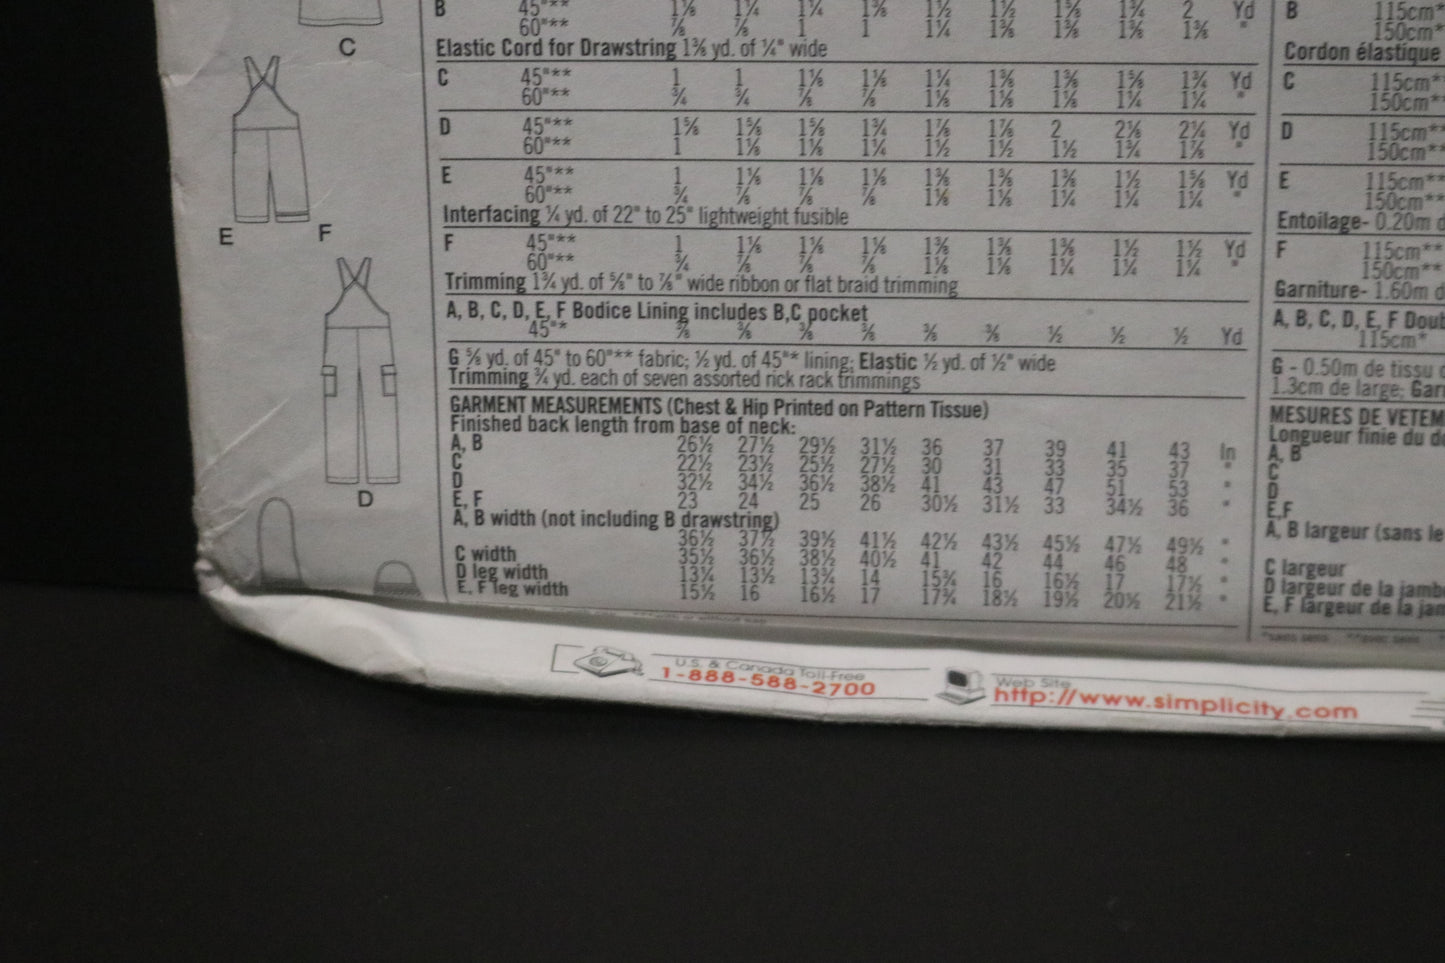 C
E
F
D
B 45"** 1⅛ 1¼ 1¼ 1⅜ 1½ 1½ 1⅝ 1¾ 2 Yd
60"** ⅞ ⅞ 1 1 1¼ 1⅜ 1⅜ 1⅜ 1⅜ "
Elastic Cord for Drawstring 1⅜ yd. of ¼" wide
C 45"** 1 1 1⅛ 1⅛ 1¼ 1⅜ 1⅜ 1⅝ 1¾ Yd
60"** ¾ ¾ ⅞ ⅞ 1⅛ 1⅛ 1⅛ 1¼ 1¼ "
D 45"** 1⅝ 1⅝ 1⅝ 1¾ 1⅞ 1⅞ 2 2⅛ 2¼ Yd
60"** 1 1⅛ 1⅛ 1¼ 1½ 1½ 1½ 1¾ 1⅞ "
E 45"** 1 1⅛ 1⅛ 1⅛ 1⅜ 1⅜ 1⅜ 1½ 1⅝ Yd
60"** ¾ ⅞ ⅞ ⅞ 1⅛ 1⅛ 1¼ 1¼ 1¼ "
Interfacing ¼ yd. of 22" to 25" lightweight fusible
F 45"** 1 1⅛ 1⅛ 1⅛ 1⅜ 1⅜ 1⅜ 1½ 1½ Yd
60"** ¾ ⅞ ⅞ ⅞ 1⅛ 1⅛ 1¼ 1¼ 1¼ "
Trimming 1¾ yd. of ⅝" to ⅞" wide ribbon or flat braid trimming
A, B, C, D, E, F Bodice Lining includes B,C pocket
45"* ⅜ ⅜ ⅜ ⅜ ⅜ ⅜ ½ ½ ½ Yd
G ⅝ yd. of 45" to 60"** fabric; ½ yd. of 45"* lining; Elastic ½ yd. of ½" wide
Trimming ¾ yd. each of seven assorted rick rack trimmings
GARMENT MEASUREMENTS (Chest & Hip Printed on Pattern Tissue)
Finished back length from base of neck:
A, B 26½ 27½ 29½ 31½ 36 37 39 41 43 In
C 22½ 23½ 25½ 27½ 30 31 33 35 37 "
D 32½ 34½ 36½ 38½ 41 43 47 51 53 "
E, F 23 24 25 26 30½ 31½ 33 34½ 36 "
A, B width (not including B drawstring)
36½ 37½ 39½ 41½ 42½ 43½ 45½ 47½ 49½ "
C width 35½ 36½ 38½ 40½ 41 42 44 46 48 "
D leg width 13¼ 13½ 13¾ 14 15¾ 16 16½ 17 17½ "
E, F leg width 15½ 16 16½ 17 17¾ 18½ 19½ 20½ 21½ "
B 115cm*
150cm*
Cordon élastique
C 115cm*
150cm*
D 115cm**
150cm**
E 115cm**
150cm**
Entoilage- 0.20m d
F 115cm**
150cm**
Garniture- 1.60m d
A, B, C, D, E, F Doub
115cm*
G - 0.50m de tissu
1.3cm de large; Gar
MESURES DE VETEM
Longueur finie du do
A, B
C
D
E,F
A, B largeur (sans le
C largeur
D largeur de la jamb
E, F largeur de la jam
U.S. & Canada Toll-Free
1-888-588-2700
Web Site
http://www.simplicity.com